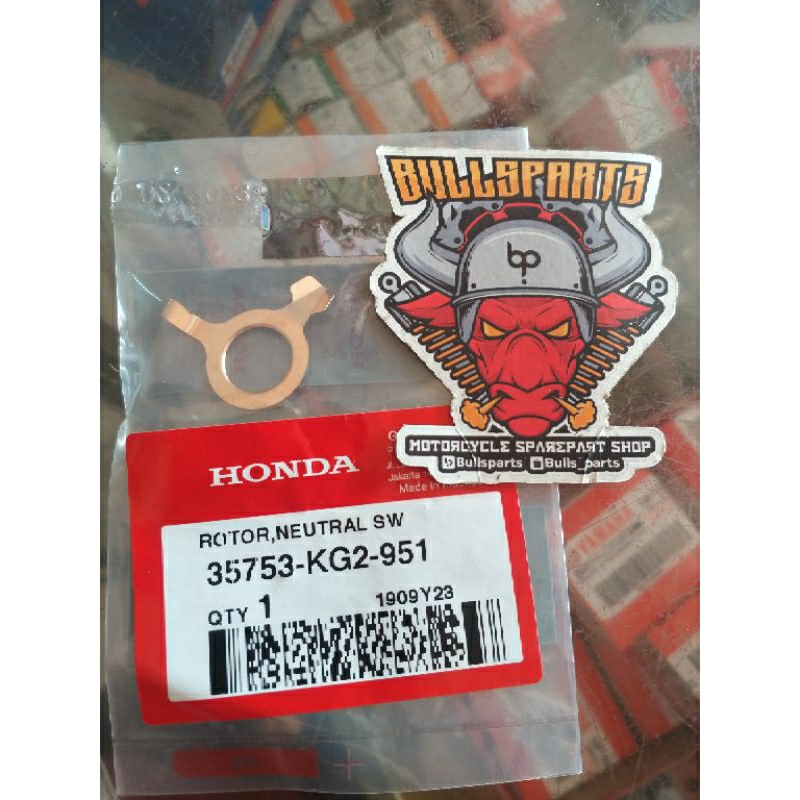 BULLSPARTS
bp
MOTORCYCLE SPAREPART SHOP
Bullsparts Bulls_parts
HONDA
Jakarta
Made in
ROTOR,NEUTRAL SW
35753-KG2-951
QTY 1 1909Y23